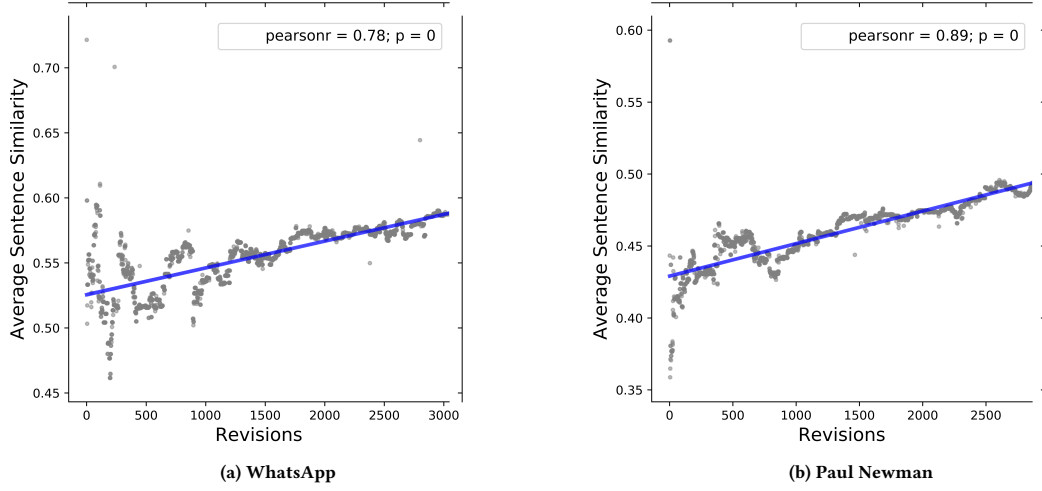 pearsonr = 0.78; p = 0
Average Sentence Similarity
0.70
0.65
0.60
0.55
0.50
0.45
0 500 1000 1500 2000 2500 3000
Revisions
(a) WhatsApp
pearsonr = 0.89; p = 0
Average Sentence Similarity
0.60
0.55
0.50
0.45
0.40
0.35
0 500 1000 1500 2000 2500
Revisions
(b) Paul Newman